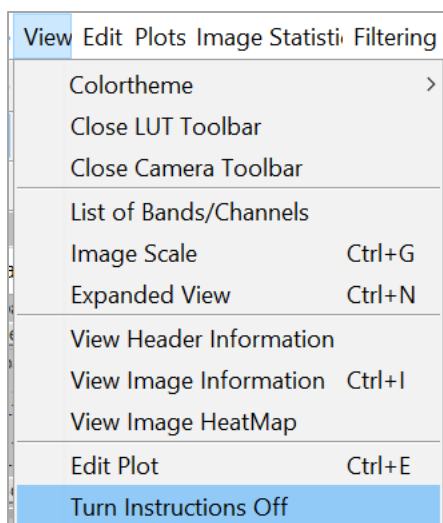 View Edit Plots Image Statisti Filtering
Colortheme >
Close LUT Toolbar
Close Camera Toolbar
List of Bands/Channels
Image Scale Ctrl+G
Expanded View Ctrl+N
View Header Information
View Image Information Ctrl+I
View Image HeatMap
Edit Plot Ctrl+E
Turn Instructions Off